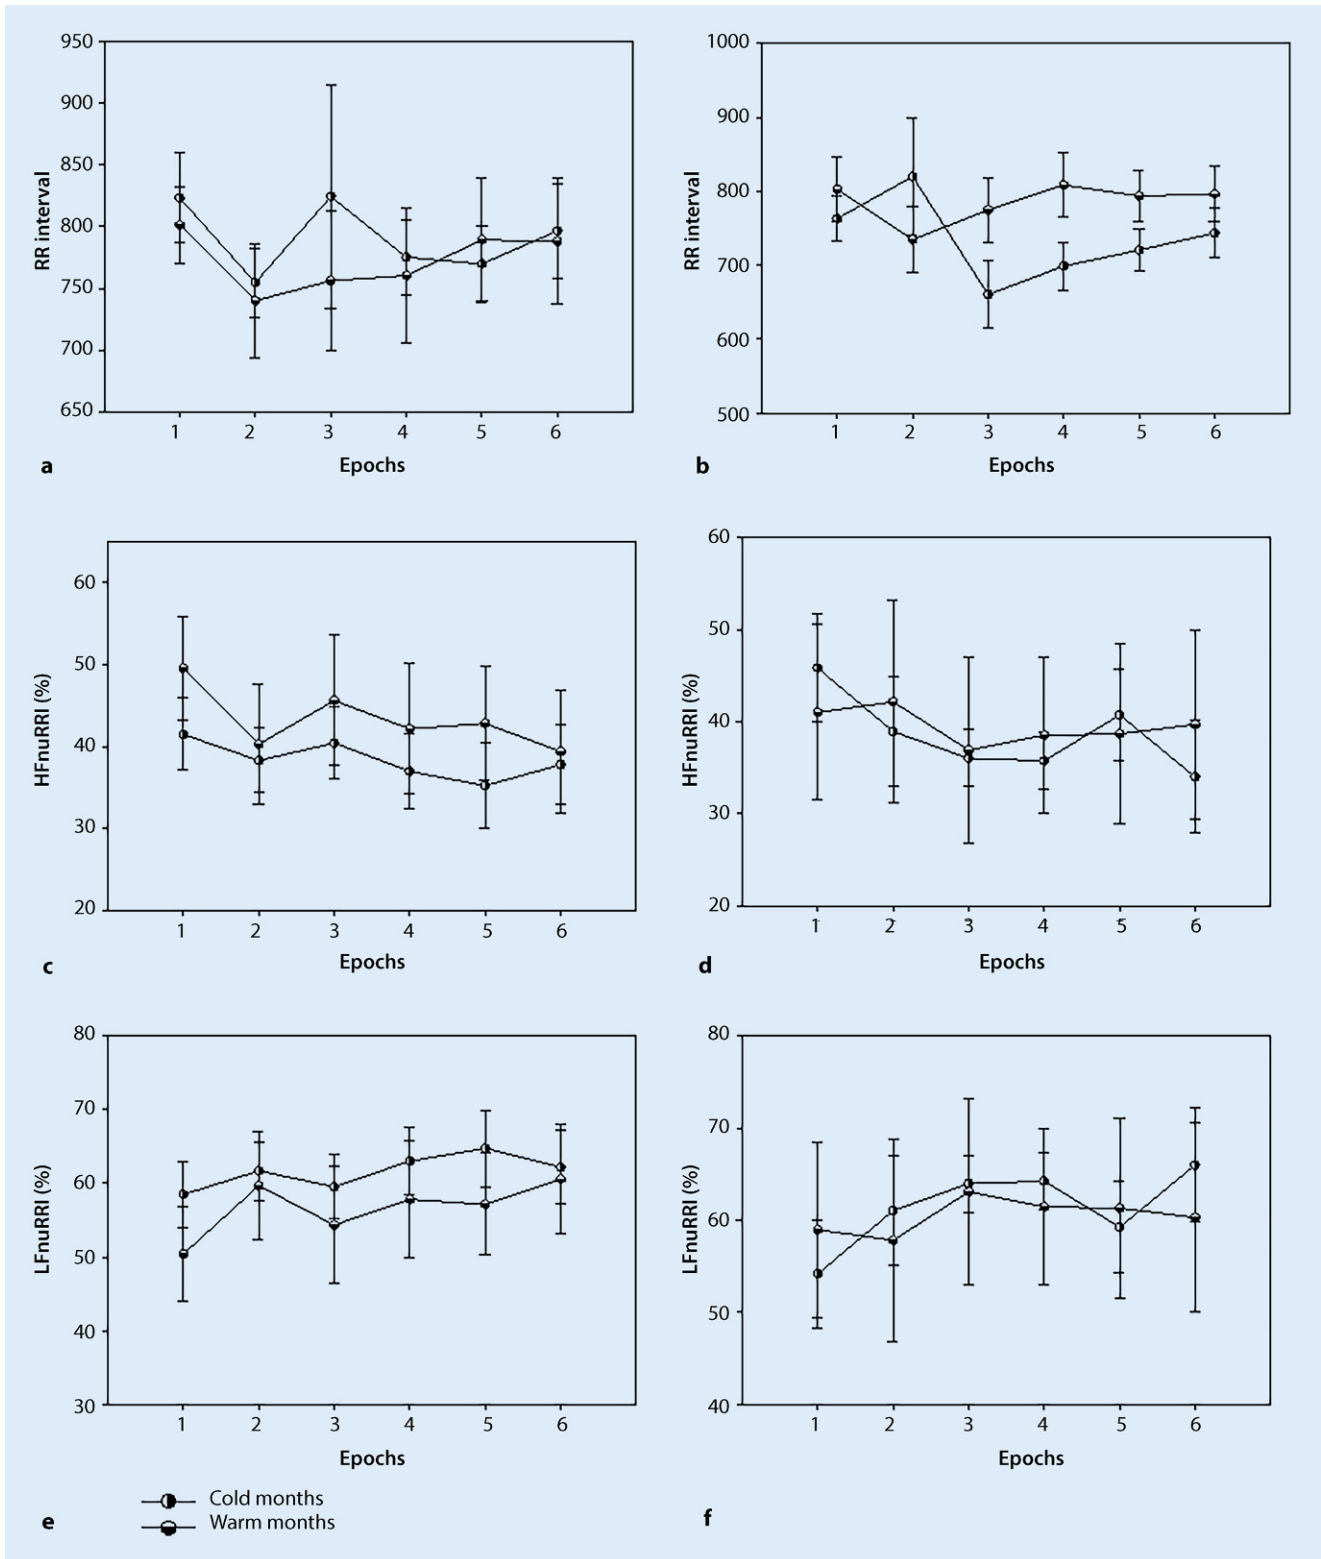 950
900
850
800
750
700
650
RR interval
1 2 3 4 5 6
Epochs
a
1000
900
800
700
600
500
RR interval
1 2 3 4 5 6
Epochs
b
60
50
40
30
20
HFnuRRI (%)
1 2 3 4 5 6
Epochs
c
60
50
40
30
20
HFnuRRI (%)
1 2 3 4 5 6
Epochs
d
80
70
60
50
40
30
LFnuRRI (%)
1 2 3 4 5 6
Epochs
Cold months
Warm months
e
80
70
60
50
40
LFnuRRI (%)
1 2 3 4 5 6
Epochs
f